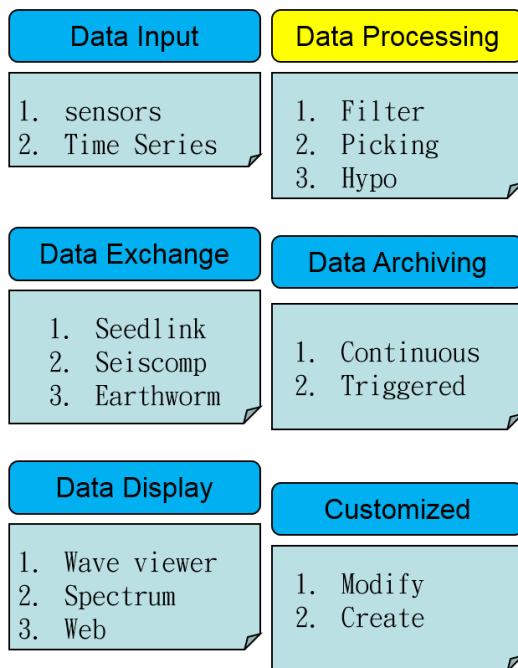 Data Input
1. sensors
2. Time Series
Data Processing
1. Filter
2. Picking
3. Hypo
Data Exchange
1. Seedlink
2. Seiscomp
3. Earthworm
Data Archiving
1. Continuous
2. Triggered
Data Display
1. Wave viewer
2. Spectrum
3. Web
Customized
1. Modify
2. Create